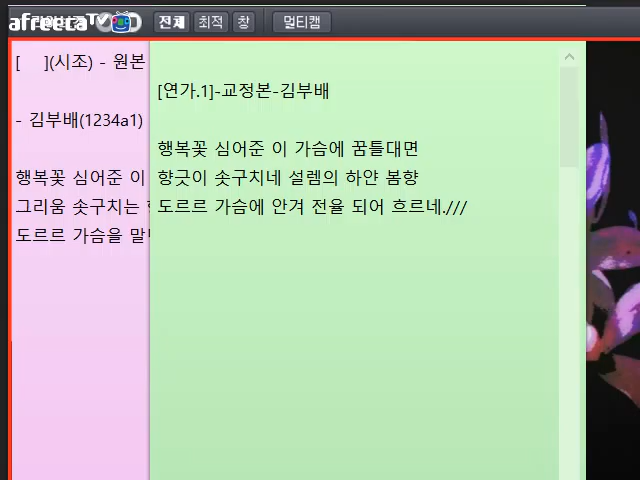 afreecaTV
전체 최적 창 멀티캠
[ ](시조) - 원본
- 김부배(1234a1)
행복꽃 심어준 이
그리움 솟구치는
도르르 가슴을
[연가.1]-교정본-김부배
행복꽃 심어준 이 가슴에 꿈틀대면
향긋이 솟구치네 설렘의 하얀 봄향
도르르 가슴에 안겨 전율 되어 흐르네.///